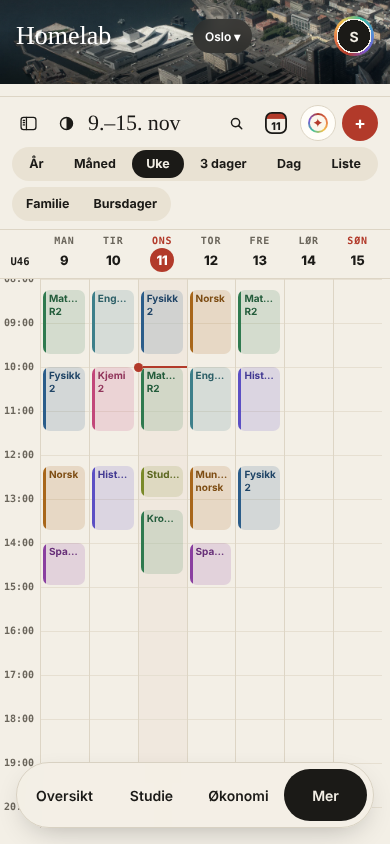 Homelab
Oslo ▾
S
9.–15. nov
11
+
År
Måned
Uke
3 dager
Dag
Liste
Familie
Bursdager
U46
MAN
9
TIR
10
ONS
11
TOR
12
FRE
13
LØR
14
SØN
15
08:00
09:00
10:00
11:00
12:00
13:00
14:00
15:00
16:00
17:00
18:00
19:00
20:
Mat…
R2
Fysikk
2
Norsk
Spa…
Eng…
Kjemi
2
Hist…
Fysikk
2
Mat…
R2
Stud…
Kro…
Norsk
Eng…
Mun…
norsk
Spa…
Mat…
R2
Hist…
Fysikk
2
Oversikt
Studie
Økonomi
Mer